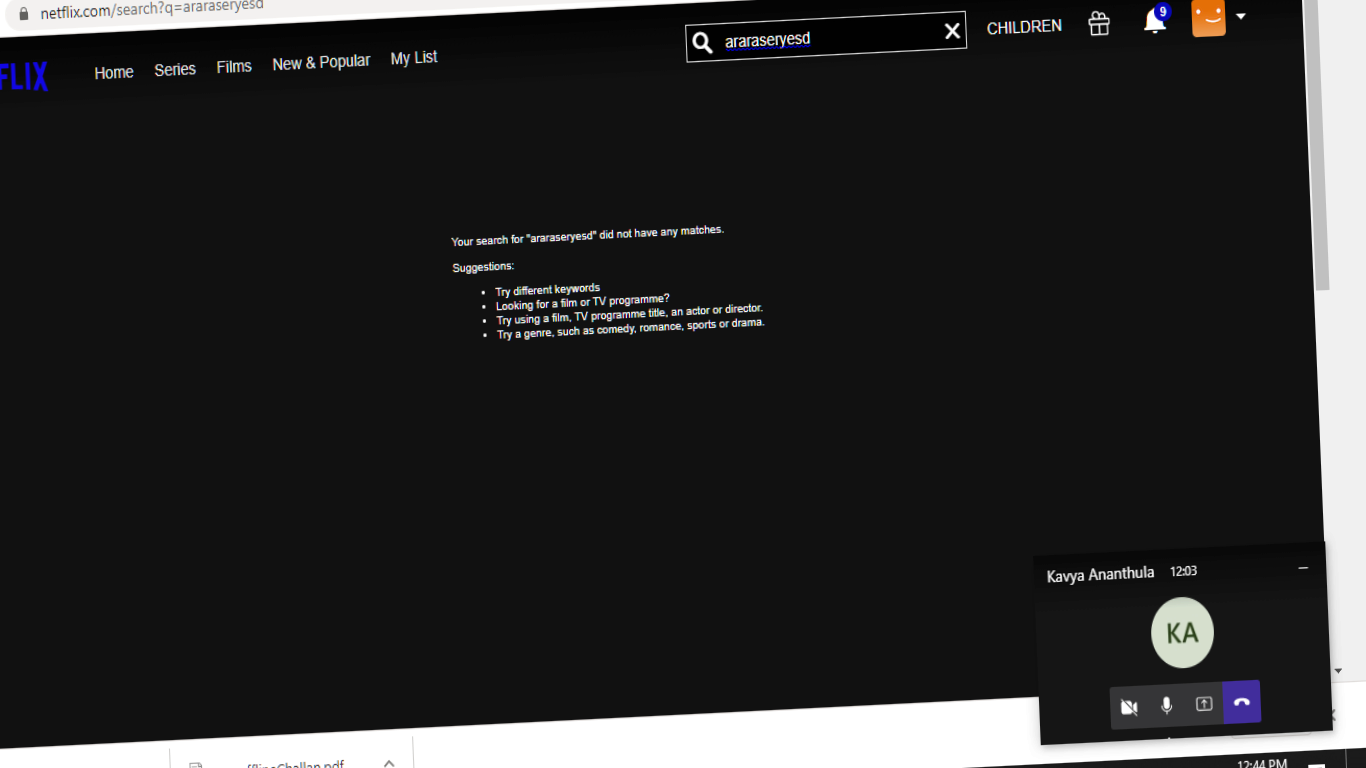 netflix.com/search?q=araraseryesd
FLIX
Home Series Films New & Popular My List
araraseryesd
CHILDREN
9
Your search for "araraseryesd" did not have any matches.
Suggestions:
• Try different keywords
• Looking for a film or TV programme?
• Try using a film, TV programme title, an actor or director.
• Try a genre, such as comedy, romance, sports or drama.
Kavya Ananthula 12:03
KA
fflineChallan.pdf
12:44 PM